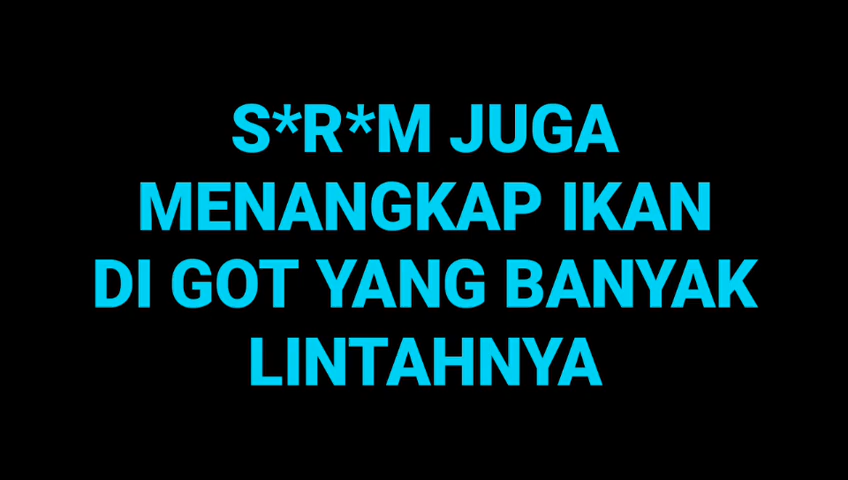 S*R*M JUGA
MENANGKAP IKAN
DI GOT YANG BANYAK
LINTAHNYA